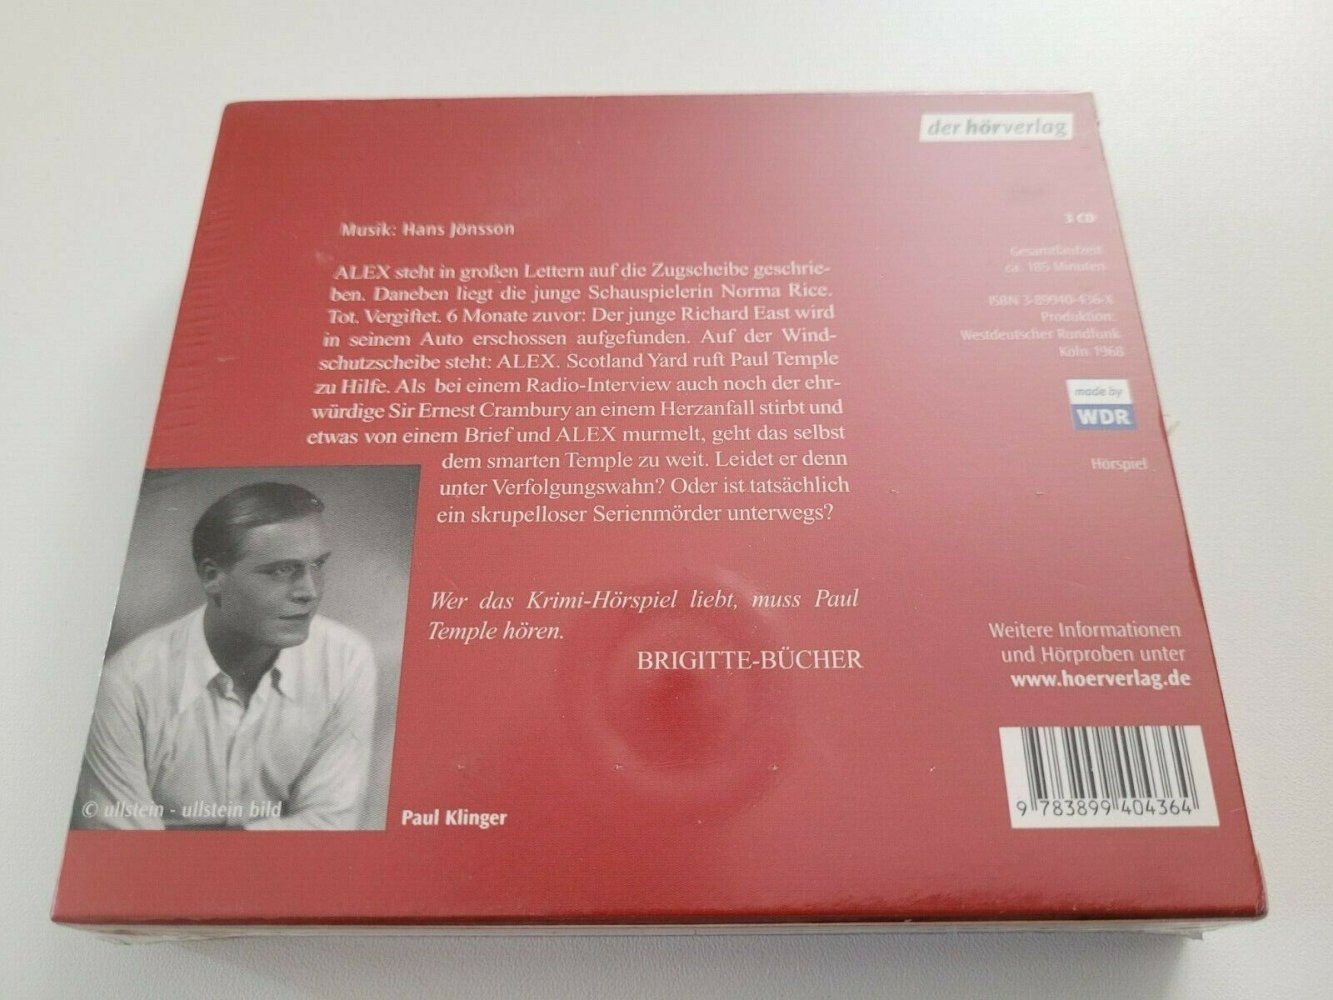 der hörverlag
Musik: Hans Jönsson
ALEX steht in großen Lettern auf die Zugscheibe geschrie-
ben. Daneben liegt die junge Schauspielerin Norma Rice.
Tot. Vergiftet. 6 Monate zuvor: Der junge Richard East wird
in seinem Auto erschossen aufgefunden. Auf der Wind-
schutzscheibe steht: ALEX. Scotland Yard ruft Paul Temple
zu Hilfe. Als bei einem Radio-Interview auch noch der ehr-
würdige Sir Ernest Crambury an einem Herzanfall stirbt und
etwas von einem Brief und ALEX murmelt, geht das selbst
dem smarten Temple zu weit. Leidet er denn
unter Verfolgungswahn? Oder ist tatsächlich
ein skrupelloser Serienmörder unterwegs?
Wer das Krimi-Hörspiel liebt, muss Paul
Temple hören.
BRIGITTE-BÜCHER
© ullstein - ullstein bild
Paul Klinger
3 CD
Gesamtlaufzeit
ca. 185 Minuten
ISBN 3-89940-436-X
Produktion:
Westdeutscher Rundfunk
Köln 1968
made by
WDR
Hörspiel
Weitere Informationen
und Hörproben unter
www.hoerverlag.de
9 783899 404364